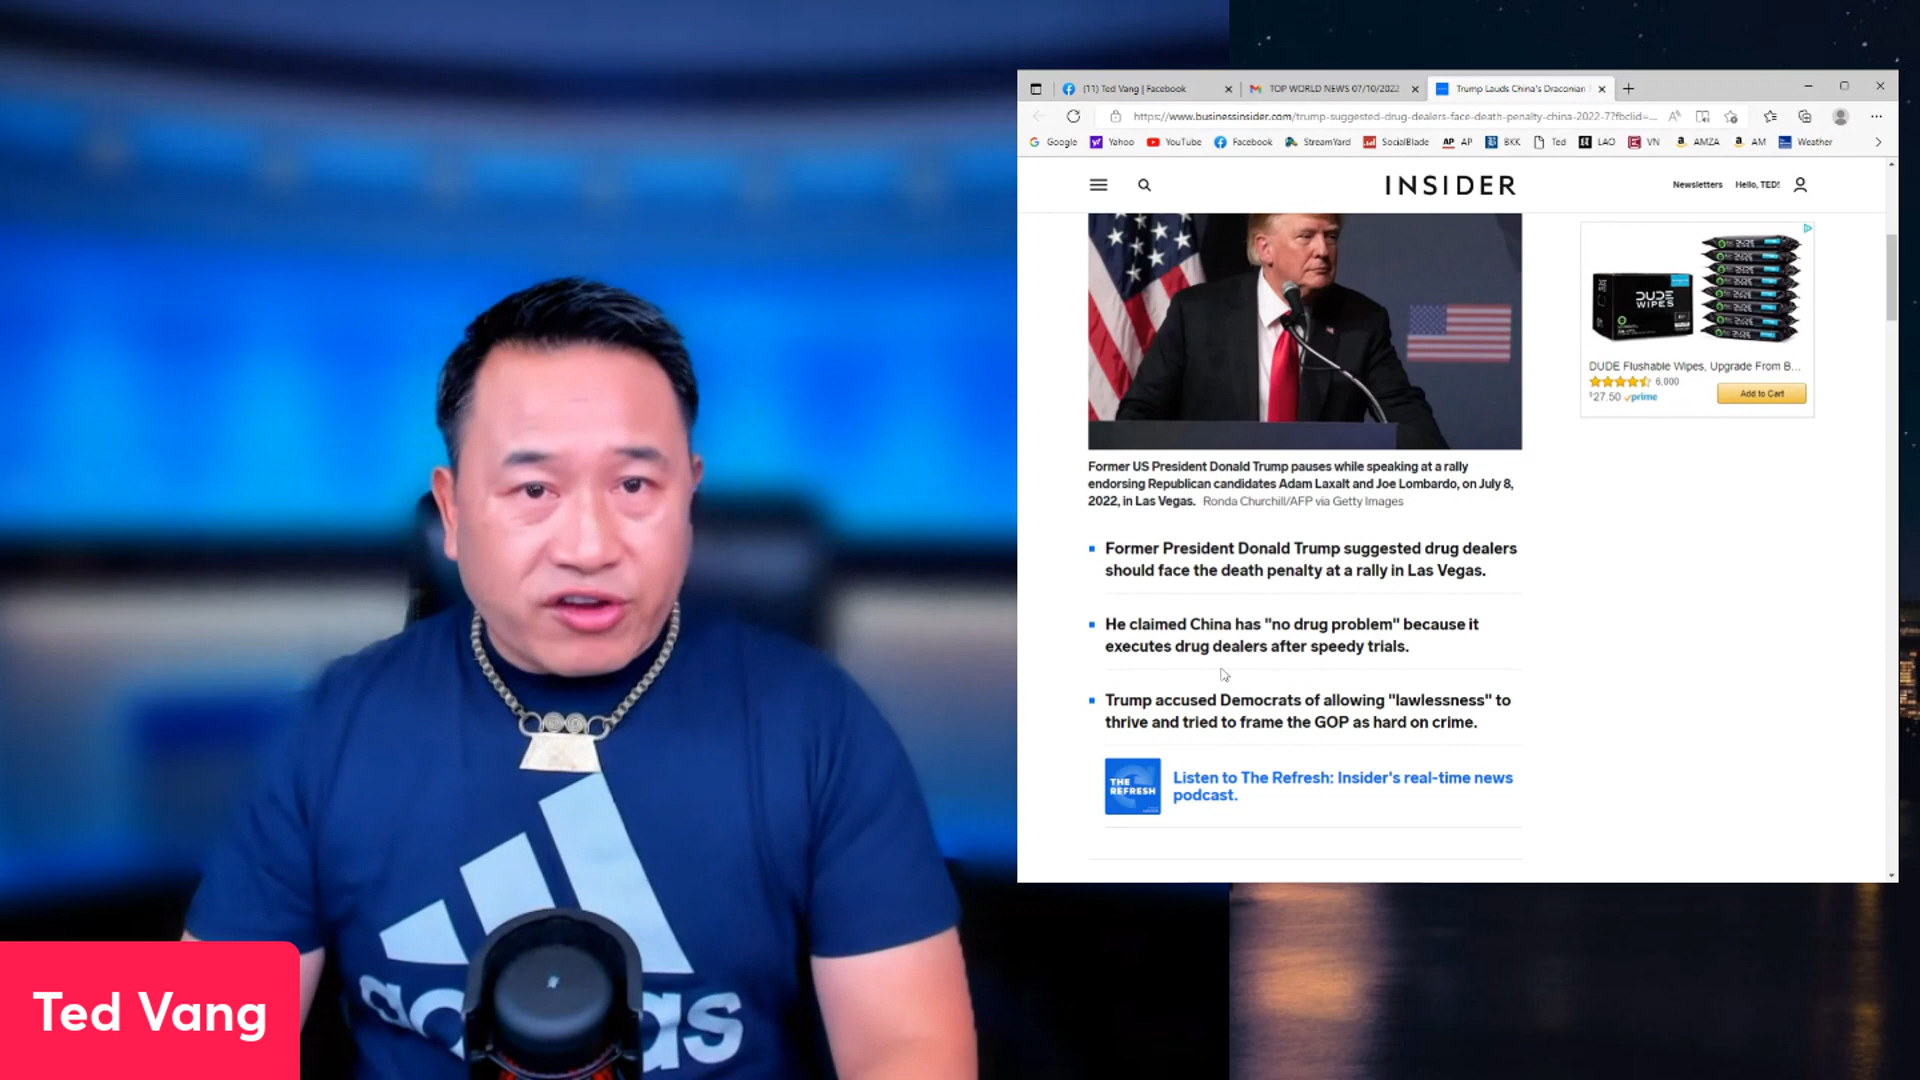 (11) Ted Vang | Facebook
TOP WORLD NEWS 07/10/2022
Trump Lauds China's Draconian
https://www.businessinsider.com/trump-suggested-drug-dealers-face-death-penalty-china-2022-7?fbclid=...
Google Yahoo YouTube Facebook StreamYard SocialBlade AP AP BKK Ted LAO VN AMZA AM Weather
INSIDER
Newsletters Hello, TED!
DUDE
WIPES
DUDE Flushable Wipes, Upgrade From B...
6,000
$27.50 prime
Add to Cart
Former US President Donald Trump pauses while speaking at a rally
endorsing Republican candidates Adam Laxalt and Joe Lombardo, on July 8,
2022, in Las Vegas. Ronda Churchill/AFP via Getty Images
Former President Donald Trump suggested drug dealers
should face the death penalty at a rally in Las Vegas.
He claimed China has "no drug problem" because it
executes drug dealers after speedy trials.
Trump accused Democrats of allowing "lawlessness" to
thrive and tried to frame the GOP as hard on crime.
THE
REFRESH
Listen to The Refresh: Insider's real-time news
podcast.
Ted Vang